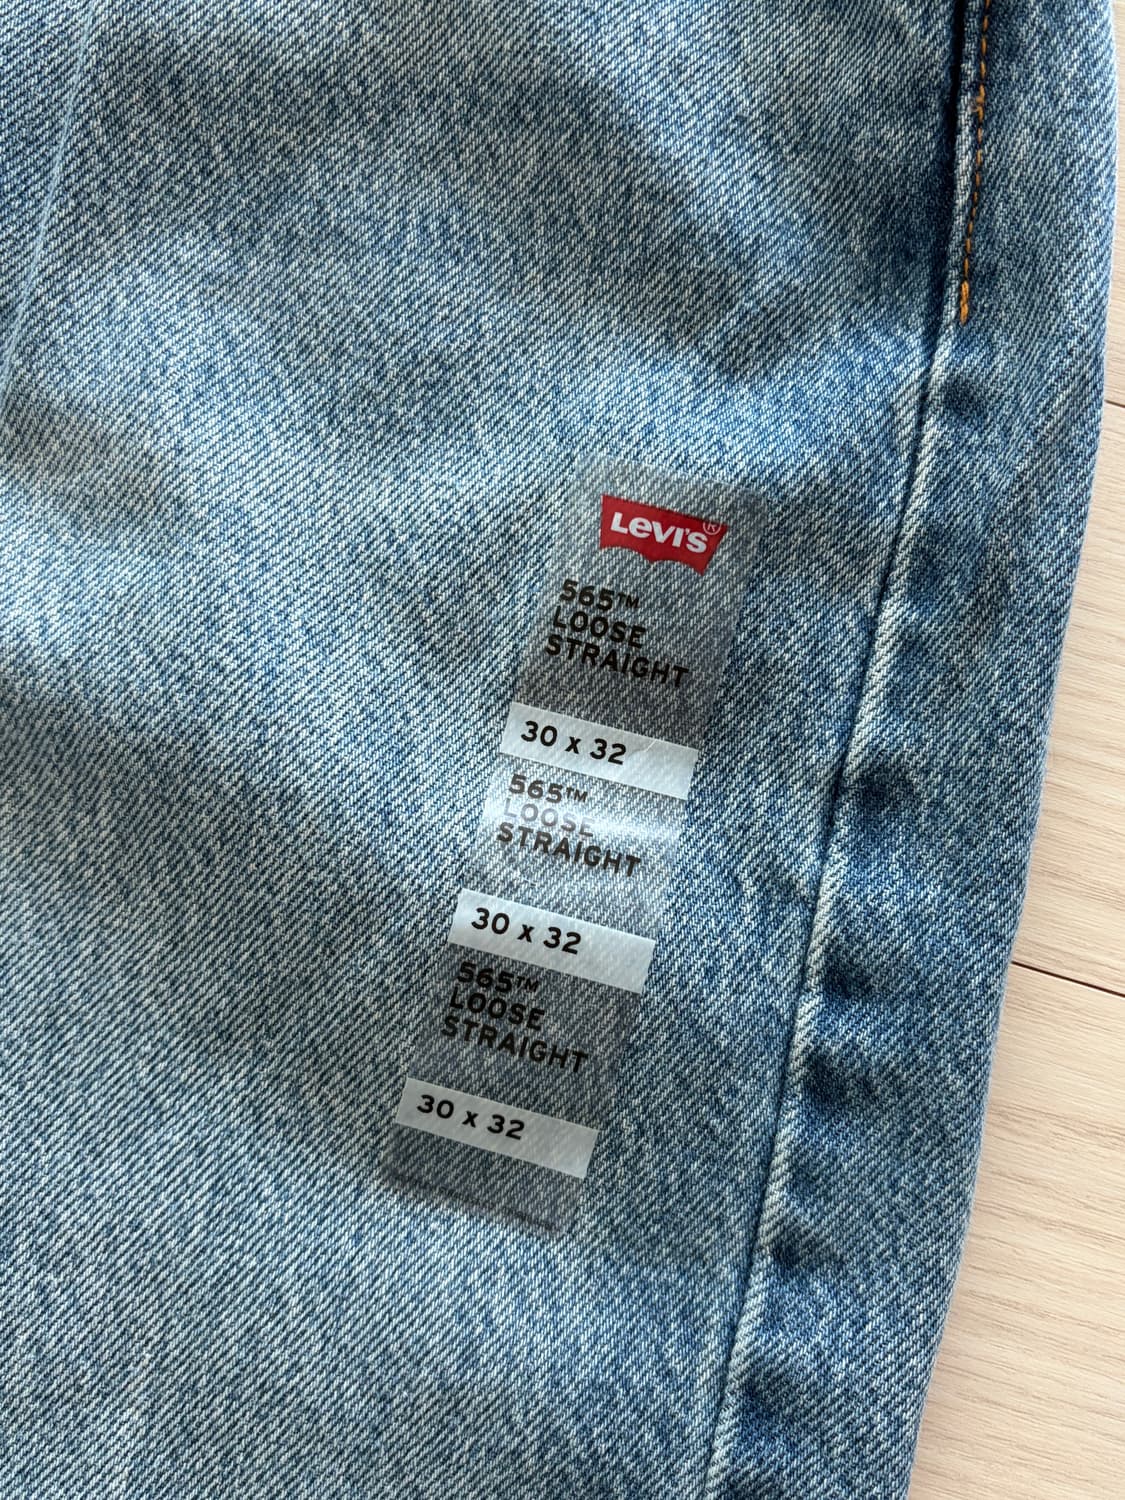 Levi's®
565™
LOOSE
STRAIGHT
30 x 32
565™
LOOSE
STRAIGHT
30 x 32
565™
LOOSE
STRAIGHT
30 x 32